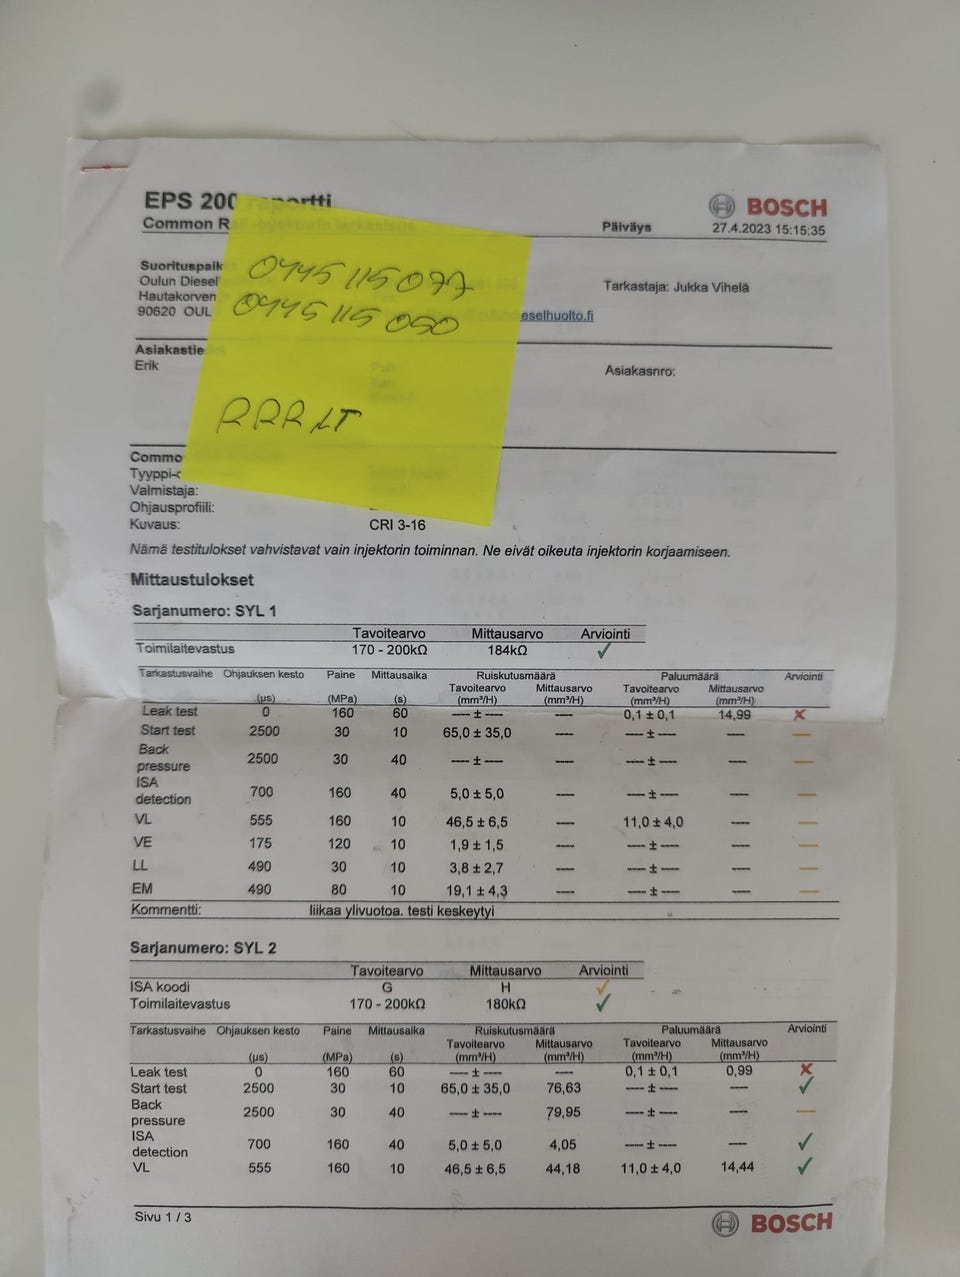 EPS 200 raportti
BOSCH
Common
Päiväys
27.4.2023 15:15:35
Suorituspaik
Oulun Diesel
Hautakorven
90620 OUL
eselhuolto.fi
Tarkastaja: Jukka Vihelä
0445 115 077
0445 115 050
RRR LT
Asiakastie
Erik
Asiakasnro:
Commo
Tyyppi-
Valmistaja:
Ohjausprofiili:
Kuvaus: CRI 3-16
Nämä testitulokset vahvistavat vain injektorin toiminnan. Ne eivät oikeuta injektorin korjaamiseen.
Mittaustulokset
Sarjanumero: SYL 1
Tavoitearvo Mittausarvo Arviointi
Toimilaitevastus 170 - 200kΩ 184kΩ ✓
Tarkastusvaihe Ohjauksen kesto Paine Mittausaika Ruiskutusmäärä Paluumäärä Arviointi
Tavoitearvo Mittausarvo Tavoitearvo Mittausarvo
(µs) (MPa) (s) (mm³/H) (mm³/H) (mm³/H) (mm³/H)
Leak test 0 160 60 ---- ± ---- ---- 0,1 ± 0,1 14,99 ✗
Start test 2500 30 10 65,0 ± 35,0 ---- ---- ± ---- ---- —
Back pressure 2500 30 40 ---- ± ---- ---- ---- ± ---- ---- —
ISA detection 700 160 40 5,0 ± 5,0 ---- ---- ± ---- ---- —
VL 555 160 10 46,5 ± 6,5 ---- 11,0 ± 4,0 ---- —
VE 175 120 10 1,9 ± 1,5 ---- ---- ± ---- ---- —
LL 490 30 10 3,8 ± 2,7 ---- ---- ± ---- ---- —
EM 490 80 10 19,1 ± 4,3 ---- ---- ± ---- ---- —
Kommentti: liikaa ylivuotoa. testi keskeytyi
Sarjanumero: SYL 2
Tavoitearvo Mittausarvo Arviointi
ISA koodi G H ✓
Toimilaitevastus 170 - 200kΩ 180kΩ ✓
Tarkastusvaihe Ohjauksen kesto Paine Mittausaika Ruiskutusmäärä Paluumäärä Arviointi
Tavoitearvo Mittausarvo Tavoitearvo Mittausarvo
(µs) (MPa) (s) (mm³/H) (mm³/H) (mm³/H) (mm³/H)
Leak test 0 160 60 ---- ± ---- ---- 0,1 ± 0,1 0,99 ✗
Start test 2500 30 10 65,0 ± 35,0 76,63 ---- ± ---- ---- ✓
Back pressure 2500 30 40 ---- ± ---- 79,95 ---- ± ---- ---- —
ISA detection 700 160 40 5,0 ± 5,0 4,05 ---- ± ---- ---- ✓
VL 555 160 10 46,5 ± 6,5 44,18 11,0 ± 4,0 14,44 ✓
Sivu 1 / 3
BOSCH